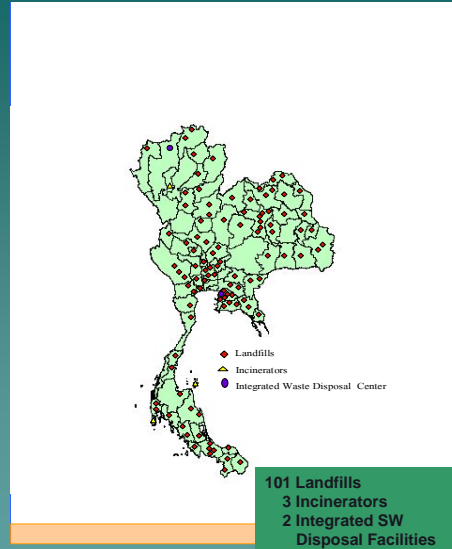 Landfills
Incinerators
Integrated Waste Disposal Center
101 Landfills
3 Incinerators
2 Integrated SW
Disposal Facilities